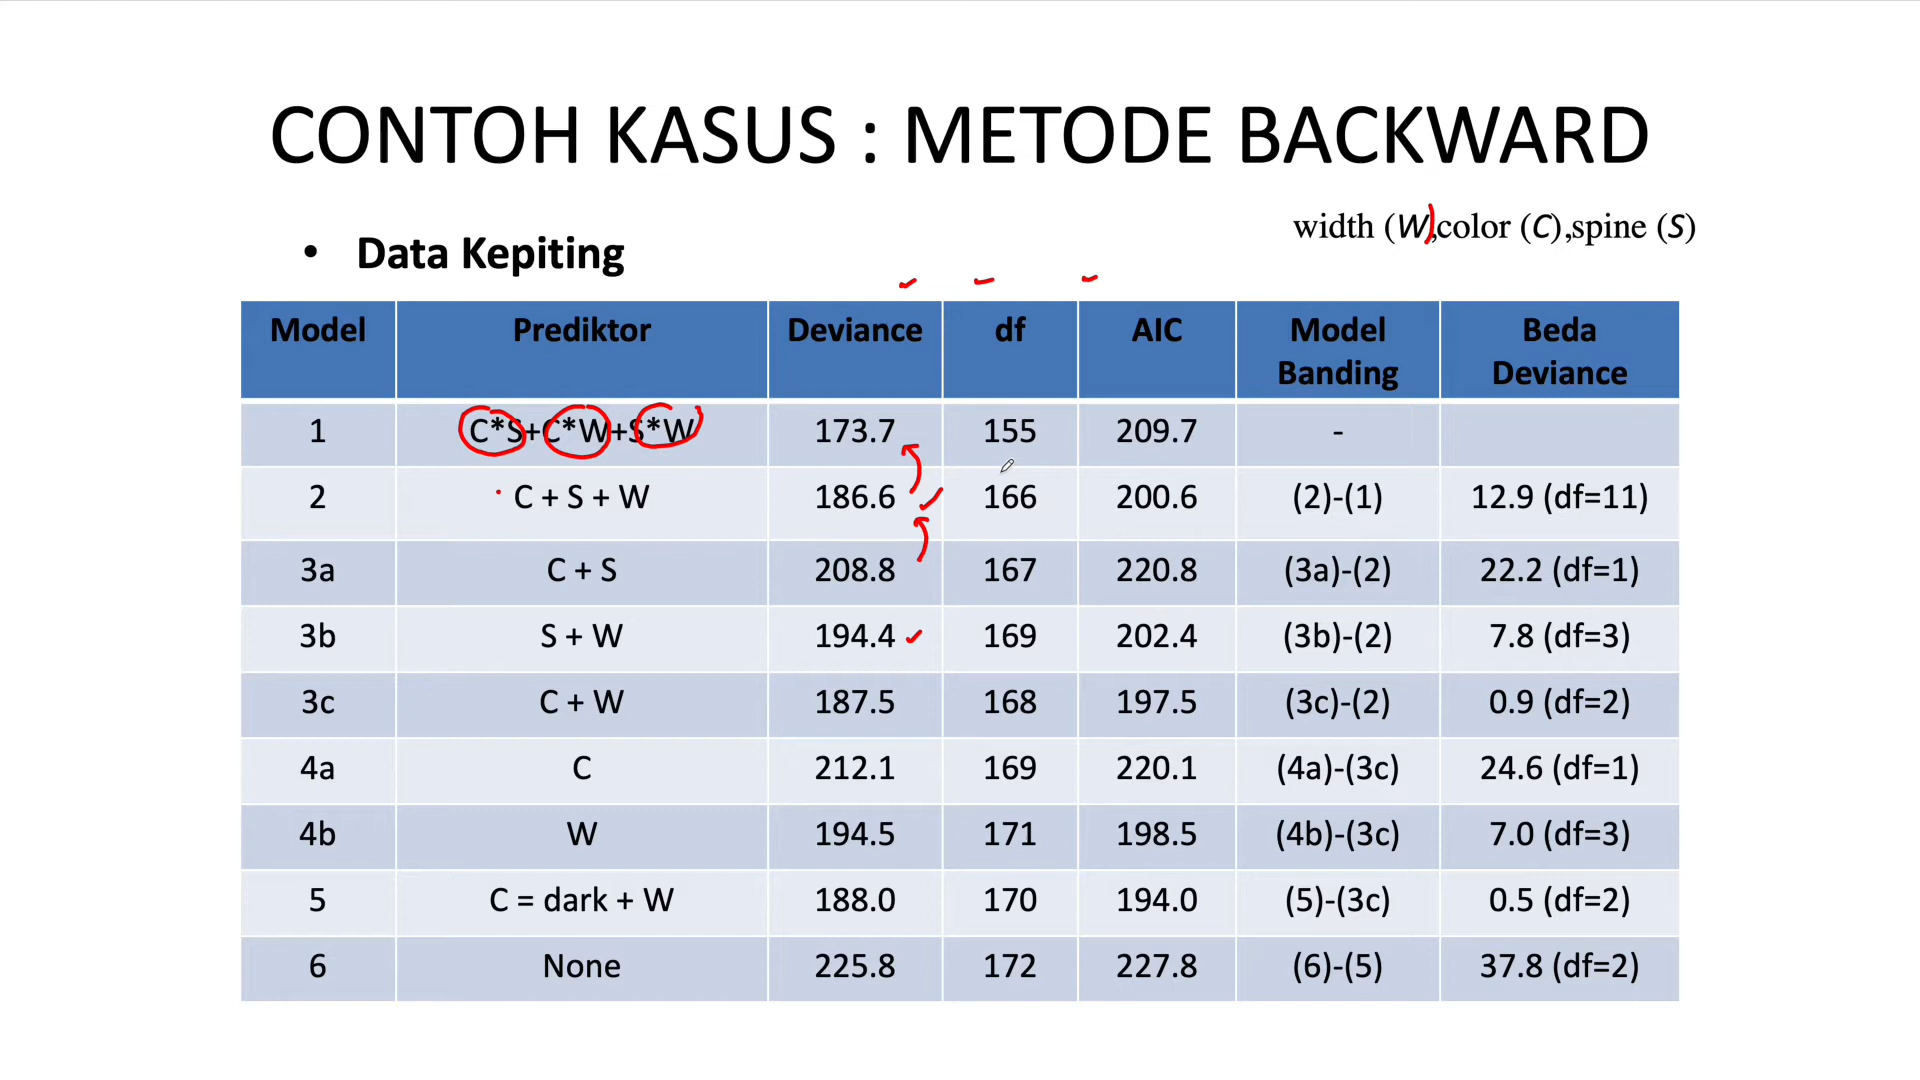 CONTOH KASUS : METODE BACKWARD
width (W),color (C),spine (S)
• Data Kepiting
Model Prediktor Deviance df AIC Model Banding Beda Deviance
1 C*S+C*W+S*W 173.7 155 209.7 -
2 C + S + W 186.6 166 200.6 (2)-(1) 12.9 (df=11)
3a C + S 208.8 167 220.8 (3a)-(2) 22.2 (df=1)
3b S + W 194.4 169 202.4 (3b)-(2) 7.8 (df=3)
3c C + W 187.5 168 197.5 (3c)-(2) 0.9 (df=2)
4a C 212.1 169 220.1 (4a)-(3c) 24.6 (df=1)
4b W 194.5 171 198.5 (4b)-(3c) 7.0 (df=3)
5 C = dark + W 188.0 170 194.0 (5)-(3c) 0.5 (df=2)
6 None 225.8 172 227.8 (6)-(5) 37.8 (df=2)